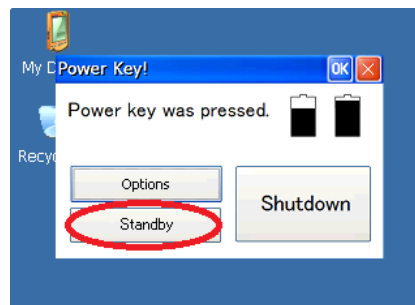 My D
Power Key!
OK
Power key was pressed.
Recyc
Options
Shutdown
Standby